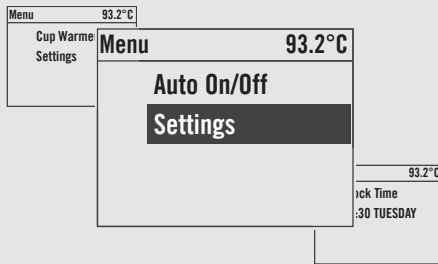 Menu 93.2°C
Cup Warme
Settings
Menu 93.2°C
Auto On/Off
Settings
93.2°C
ock Time
:30 TUESDAY